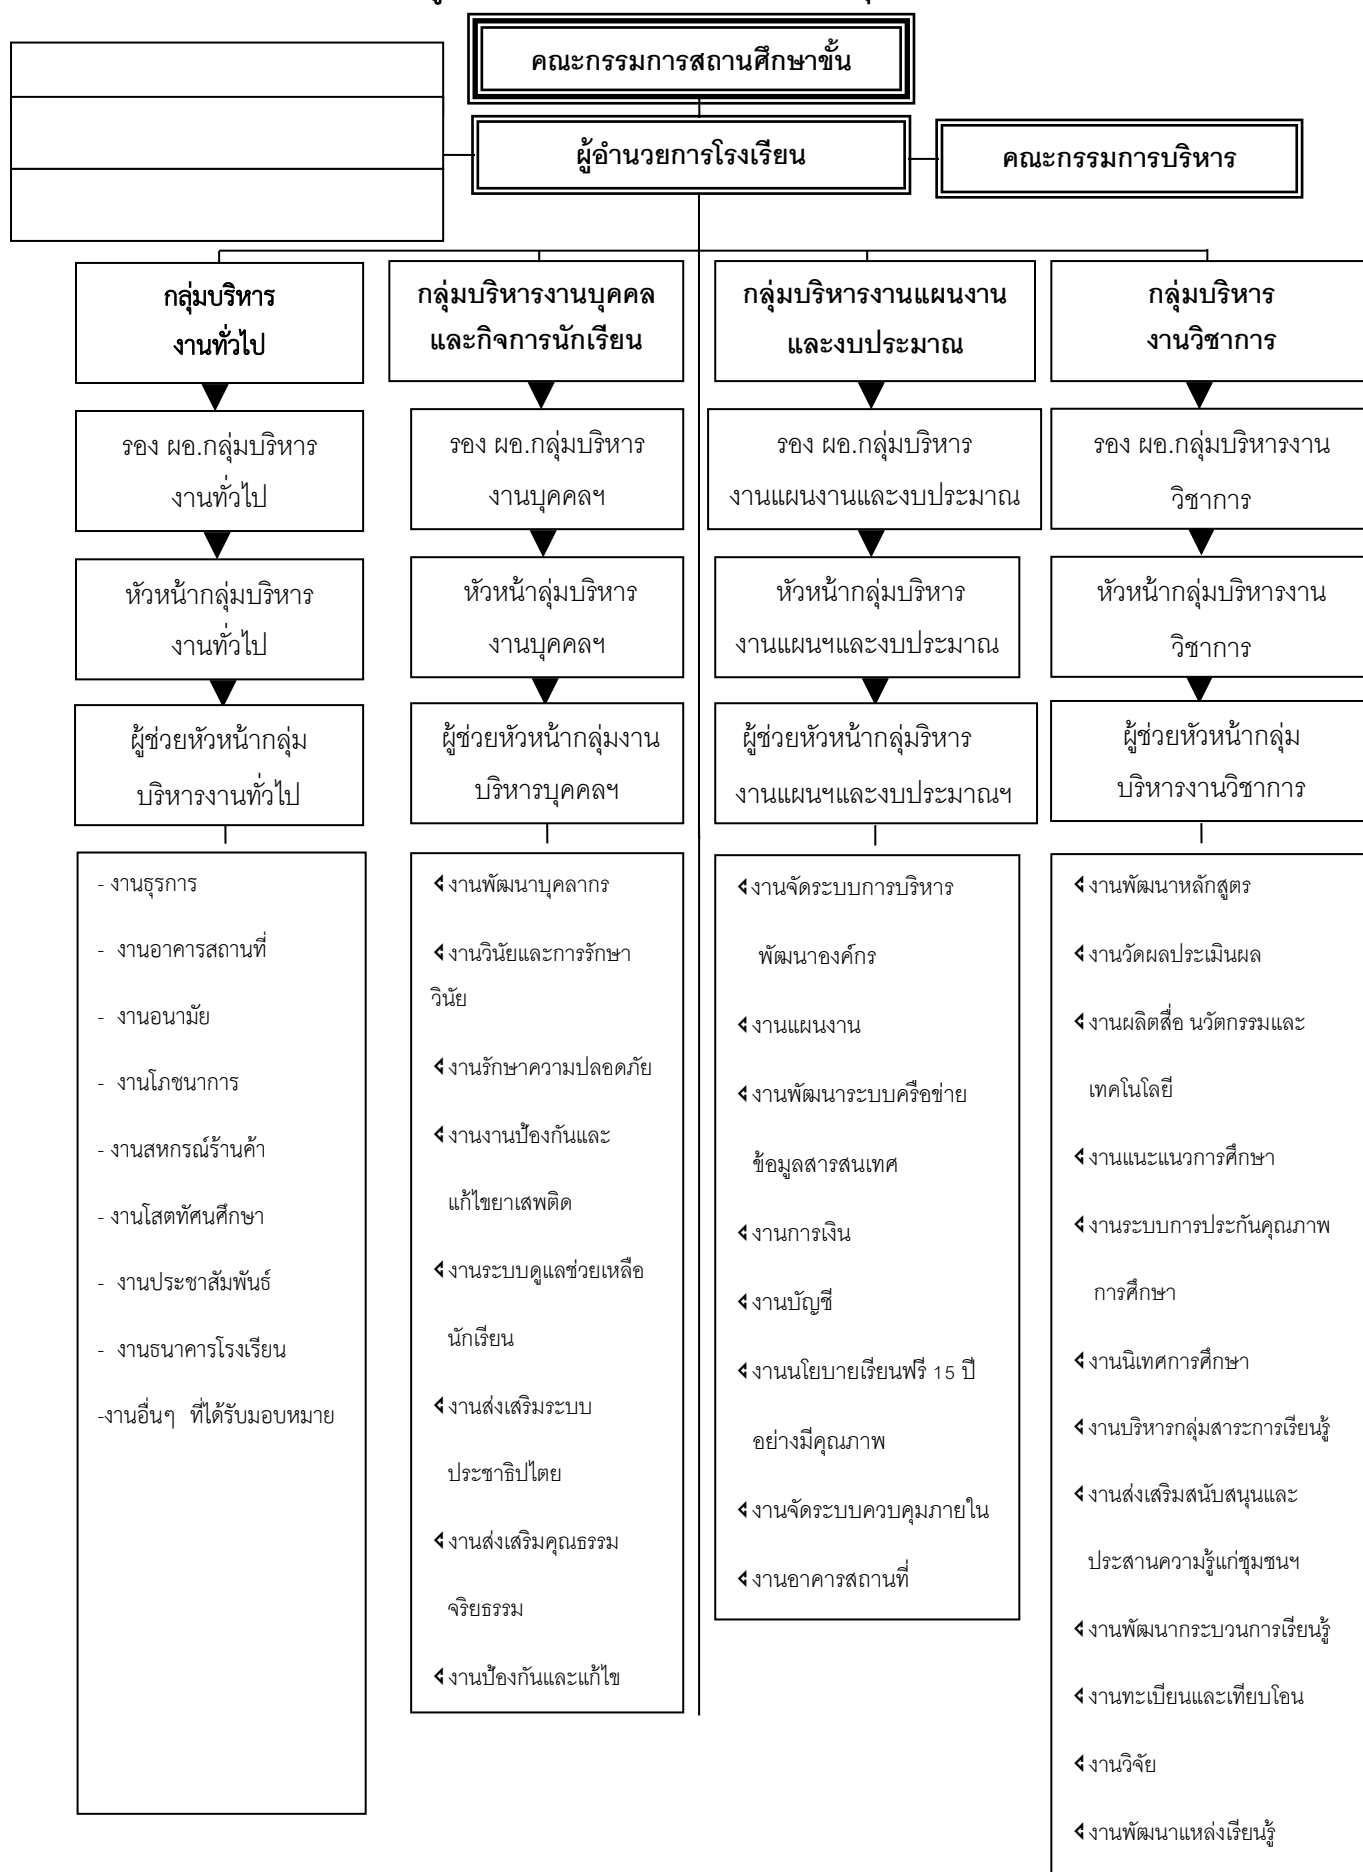 คณะกรรมการสถานศึกษาขั้น
ผู้อำนวยการโรงเรียน
คณะกรรมการบริหาร
กลุ่มบริหาร
งานทั่วไป
รอง ผอ.กลุ่มบริหาร
งานทั่วไป
หัวหน้ากลุ่มบริหาร
งานทั่วไป
ผู้ช่วยหัวหน้ากลุ่ม
บริหารงานทั่วไป
- งานธุรการ
- งานอาคารสถานที่
- งานอนามัย
- งานโภชนาการ
- งานสหกรณ์ร้านค้า
- งานโสตทัศนศึกษา
- งานประชาสัมพันธ์
- งานธนาคารโรงเรียน
-งานอื่นๆ ที่ได้รับมอบหมาย
กลุ่มบริหารงานบุคคล
และกิจการนักเรียน
รอง ผอ.กลุ่มบริหาร
งานบุคคลฯ
หัวหน้าลุ่มบริหาร
งานบุคคลฯ
ผู้ช่วยหัวหน้ากลุ่มงาน
บริหารบุคคลฯ
งานพัฒนาบุคลากร
งานวินัยและการรักษา
วินัย
งานรักษาความปลอดภัย
งานงานป้องกันและ
แก้ไขยาเสพติด
งานระบบดูแลช่วยเหลือ
นักเรียน
งานส่งเสริมระบบ
ประชาธิปไตย
งานส่งเสริมคุณธรรม
จริยธรรม
งานป้องกันและแก้ไข
กลุ่มบริหารงานแผนงาน
และงบประมาณ
รอง ผอ.กลุ่มบริหาร
งานแผนงานและงบประมาณ
หัวหน้ากลุ่มบริหาร
งานแผนฯและงบประมาณ
ผู้ช่วยหัวหน้ากลุ่มริหาร
งานแผนฯและงบประมาณฯ
งานจัดระบบการบริหาร
พัฒนาองค์กร
งานแผนงาน
งานพัฒนาระบบครือข่าย
ข้อมูลสารสนเทศ
งานการเงิน
งานบัญชี
งานนโยบายเรียนฟรี 15 ปี
อย่างมีคุณภาพ
งานจัดระบบควบคุมภายใน
งานอาคารสถานที่
กลุ่มบริหาร
งานวิชาการ
รอง ผอ.กลุ่มบริหารงาน
วิชาการ
หัวหน้ากลุ่มบริหารงาน
วิชาการ
ผู้ช่วยหัวหน้ากลุ่ม
บริหารงานวิชาการ
งานพัฒนาหลักสูตร
งานวัดผลประเมินผล
งานผลิตสื่อ นวัตกรรมและ
เทคโนโลยี
งานแนะแนวการศึกษา
งานระบบการประกันคุณภาพ
การศึกษา
งานนิเทศการศึกษา
งานบริหารกลุ่มสาระการเรียนรู้
งานส่งเสริมสนับสนุนและ
ประสานความรู้แก่ชุมชนฯ
งานพัฒนากระบวนการเรียนรู้
งานทะเบียนและเทียบโอน
งานวิจัย
งานพัฒนาแหล่งเรียนรู้